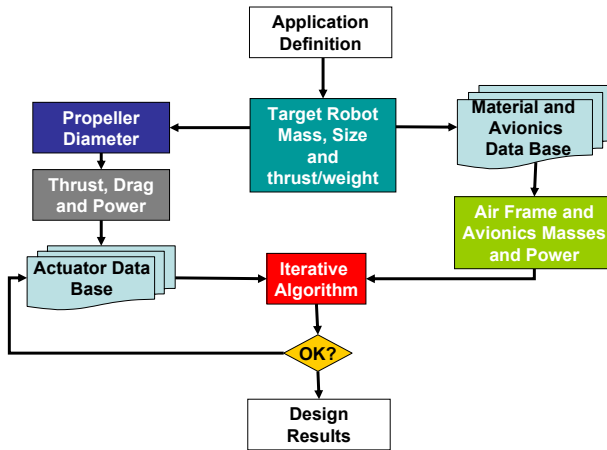 Application
Definition
Propeller
Diameter
Target Robot
Mass, Size
and
thrust/weight
Material and
Avionics
Data Base
Thrust, Drag
and Power
Air Frame and
Avionics Masses
and Power
Actuator Data
Base
Iterative
Algorithm
OK?
Design
Results